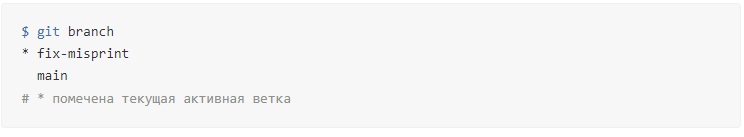 $ git branch
* fix-misprint
  main
# * помечена текущая активная ветка